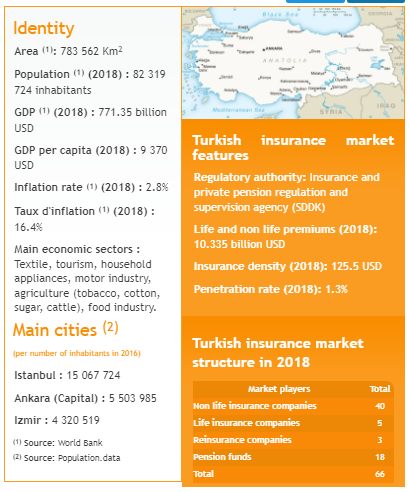 Identity
Area (1): 783 562 Km2
Population (1) (2018) : 82 319
724 inhabitants
GDP (1) (2018) : 771.35 billion
USD
GDP per capita (2018) : 9 370
USD
Inflation rate (1) (2018) : 2.8%
Taux d'inflation (1) (2018) :
16.4%
Main economic sectors :
Textile, tourism, household
appliances, motor industry,
agriculture (tobacco, cotton,
sugar, cattle), food industry.
Main cities (2)
(per number of inhabitants in 2016)
Istanbul : 15 067 724
Ankara (Capital) : 5 503 985
Izmir : 4 320 519
(1) Source: World Bank
(2) Source: Population.data
Black Sea
ANKARA
ANATOLIA
Mediterranean Sea
SYRIA
IRAQ
Turkish insurance market
features
Regulatory authority: Insurance and
private pension regulation and
supervision agency (SDDK)
Life and non life premiums (2018):
10.335 billion USD
Insurance density (2018): 125.5 USD
Penetration rate (2018): 1.3%
Turkish insurance market
structure in 2018
Market players Total
Non life insurance companies 40
Life insurance companies 5
Reinsurance companies 3
Pension funds 18
Total 66